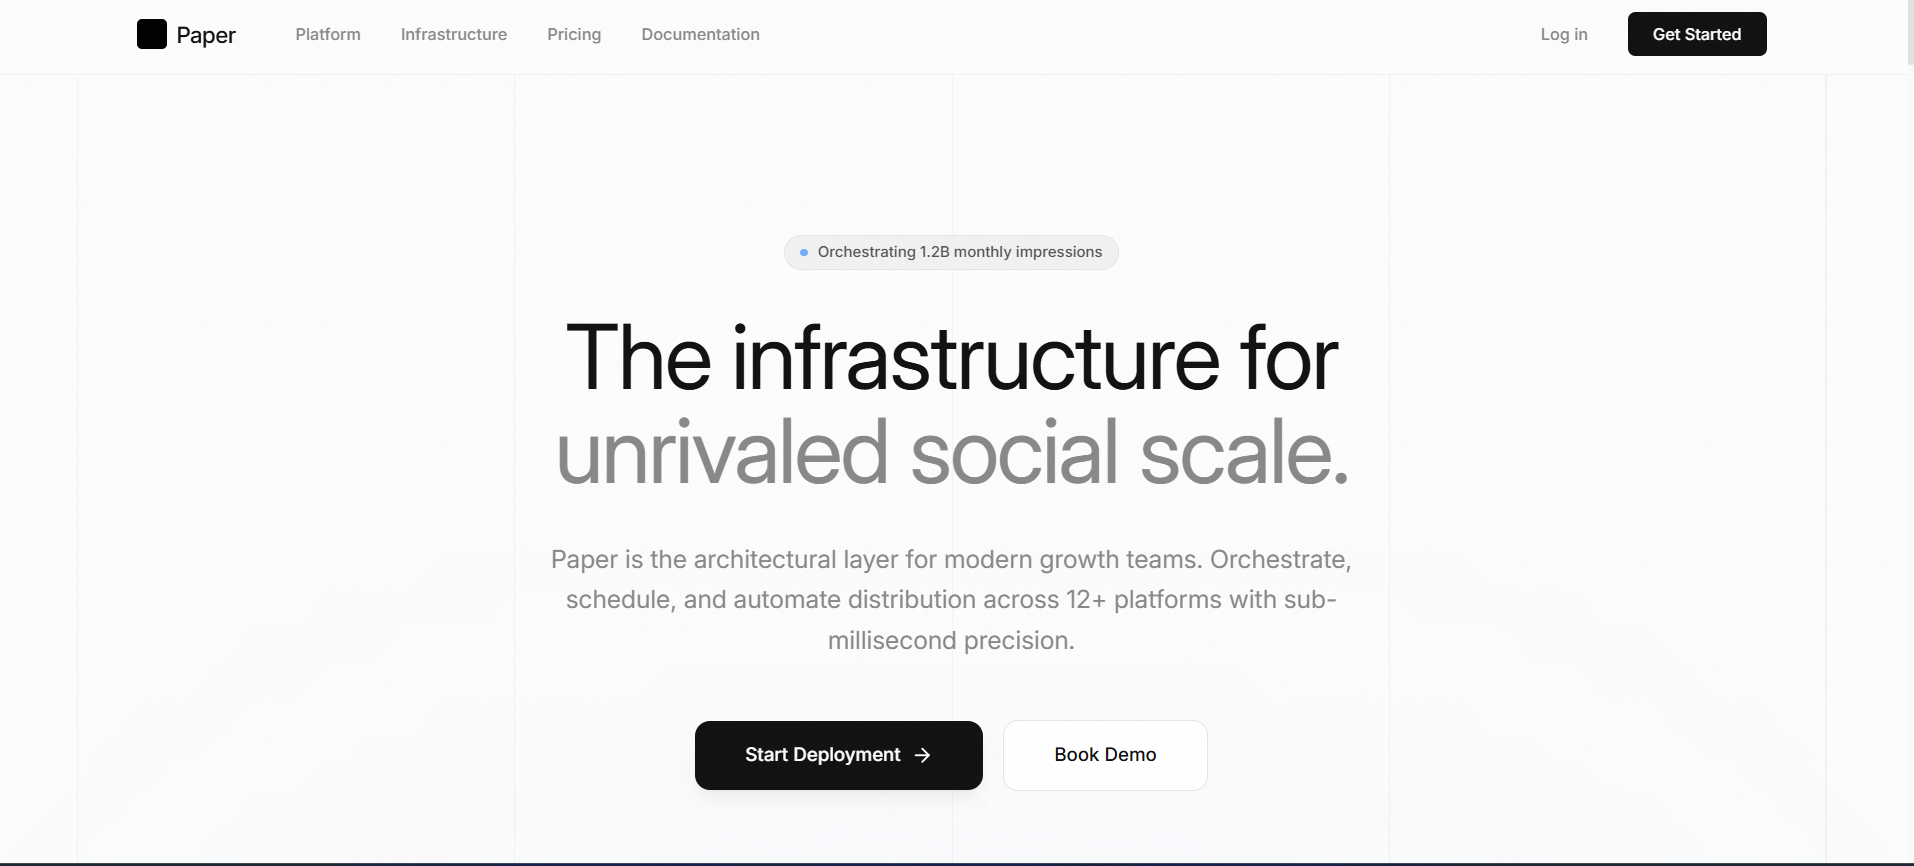 Paper
Platform
Infrastructure
Pricing
Documentation
Log in
Get Started
Orchestrating 1.2B monthly impressions
The infrastructure for
unrivaled social scale.
Paper is the architectural layer for modern growth teams. Orchestrate,
schedule, and automate distribution across 12+ platforms with sub-
millisecond precision.
Start Deployment →
Book Demo